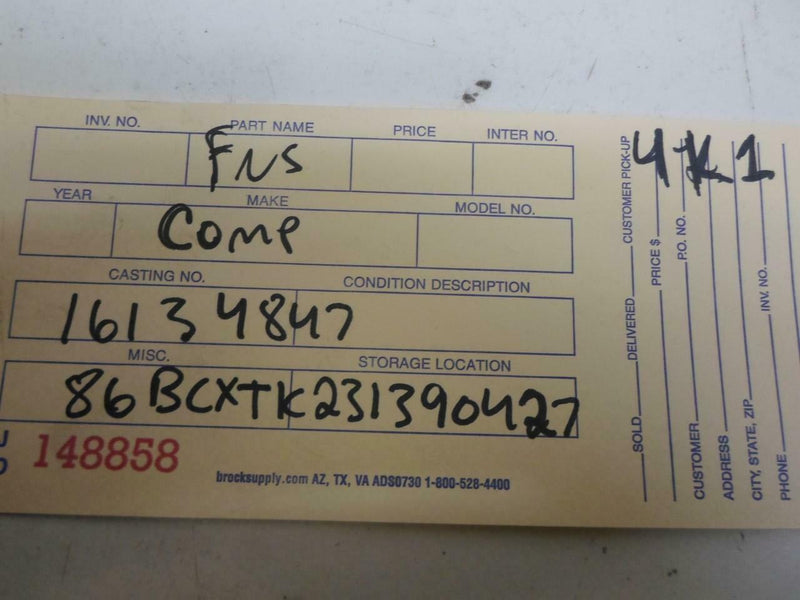 INV. NO. PART NAME PRICE INTER NO.
FNS
YEAR MAKE MODEL NO.
COMP
CASTING NO. CONDITION DESCRIPTION
16134847
MISC. STORAGE LOCATION
86BCXTK231390427
148858
brocksupply.com AZ, TX, VA ADS0730 1-800-528-4400
4K1
SOLD DELIVERED CUSTOMER PICK-UP
PRICE $
CUSTOMER P.O. NO.
ADDRESS
CITY, STATE, ZIP
PHONE INV. NO.